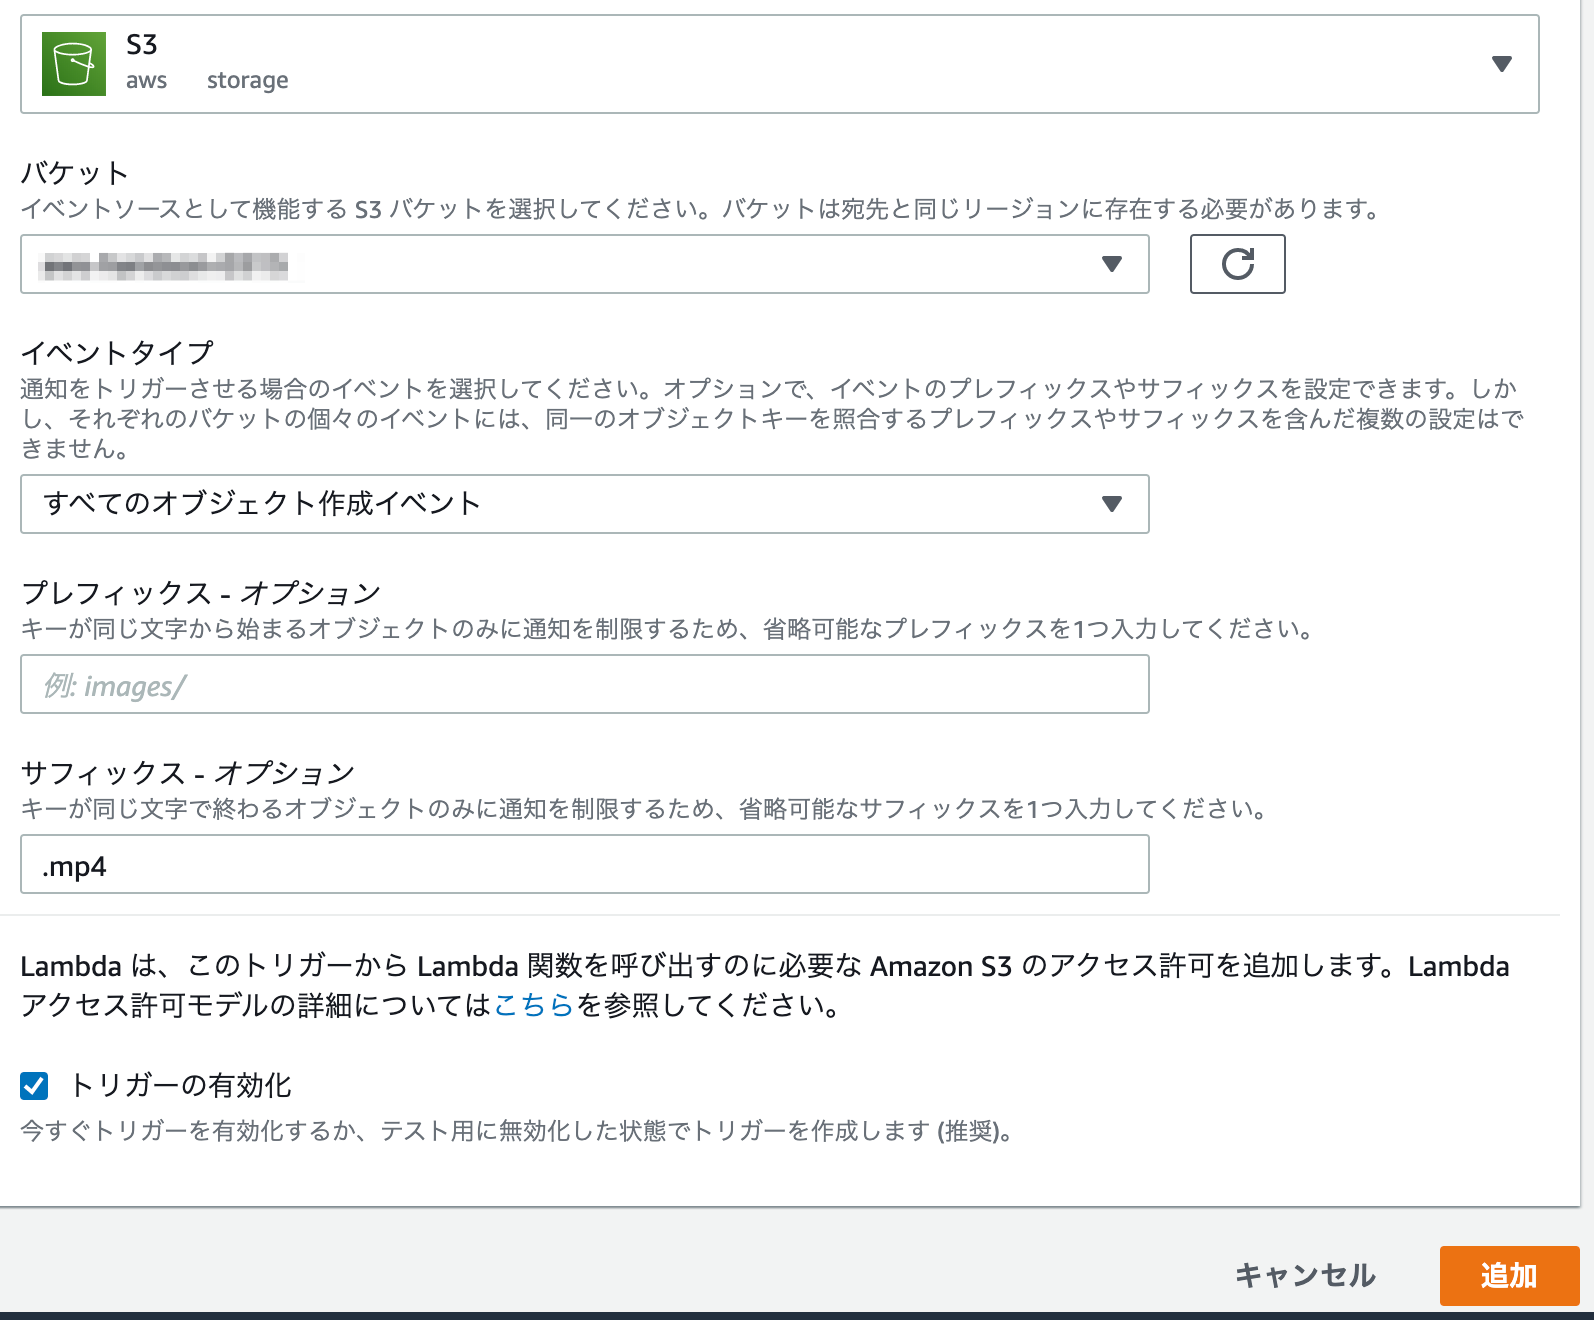 S3
aws storage
バケット
イベントソースとして機能する S3 バケットを選択してください。バケットは宛先と同じリージョンに存在する必要があります。
イベントタイプ
通知をトリガーさせる場合のイベントを選択してください。オプションで、イベントのプレフィックスやサフィックスを設定できます。しか
し、それぞれのバケットの個々のイベントには、同一のオブジェクトキーを照合するプレフィックスやサフィックスを含んだ複数の設定はで
きません。
すべてのオブジェクト作成イベント
プレフィックス - オプション
キーが同じ文字から始まるオブジェクトのみに通知を制限するため、省略可能なプレフィックスを1つ入力してください。
例: images/
サフィックス - オプション
キーが同じ文字で終わるオブジェクトのみに通知を制限するため、省略可能なサフィックスを1つ入力してください。
.mp4
Lambda は、このトリガーから Lambda 関数を呼び出すのに必要な Amazon S3 のアクセス許可を追加します。Lambda
アクセス許可モデルの詳細についてはこちらを参照してください。
トリガーの有効化
今すぐトリガーを有効化するか、テスト用に無効化した状態でトリガーを作成します (推奨)。
キャンセル 追加